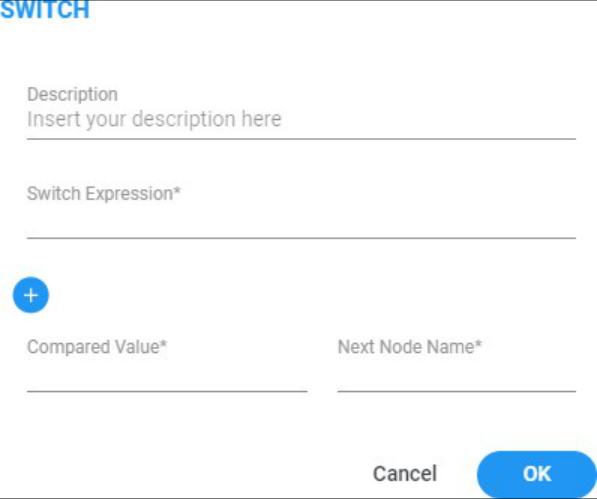 SWITCH
Description
Insert your description here
Switch Expression*
+
Compared Value* Next Node Name*
Cancel OK